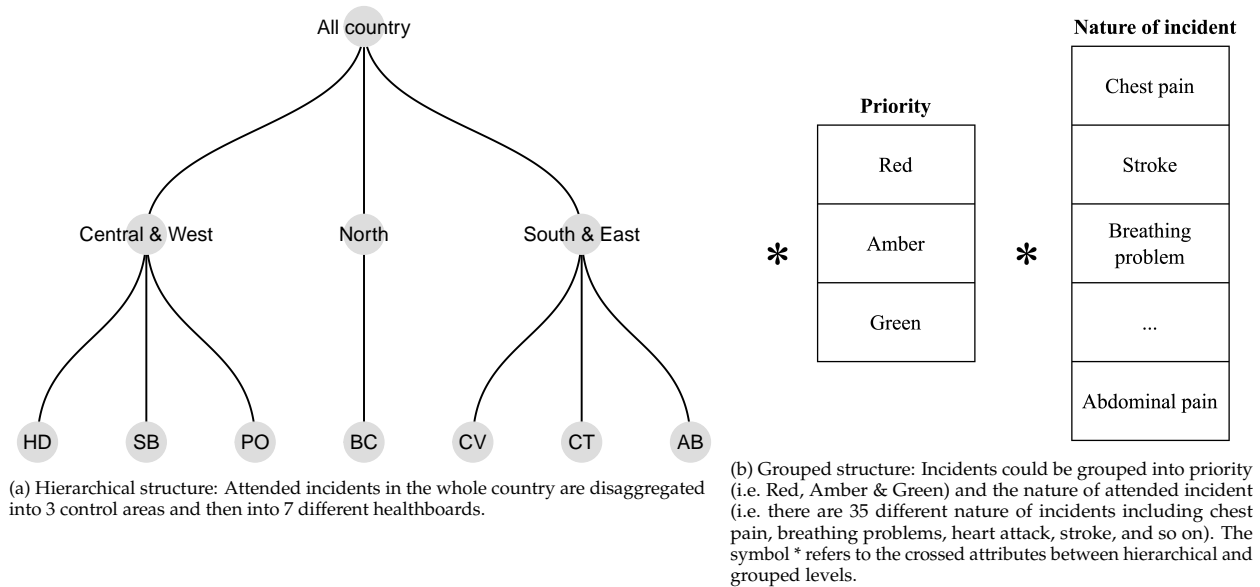 All country
Central & West
North
South & East
HD
SB
PO
BC
CV
CT
AB
(a) Hierarchical structure: Attended incidents in the whole country are disaggregated
into 3 control areas and then into 7 different healthboards.
*
Priority
Red
Amber
Green
*
Nature of incident
Chest pain
Stroke
Breathing
problem
...
Abdominal pain
(b) Grouped structure: Incidents could be grouped into priority
(i.e. Red, Amber & Green) and the nature of attended incident
(i.e. there are 35 different nature of incidents including chest
pain, breathing problems, heart attack, stroke, and so on). The
symbol * refers to the crossed attributes between hierarchical and
grouped levels.